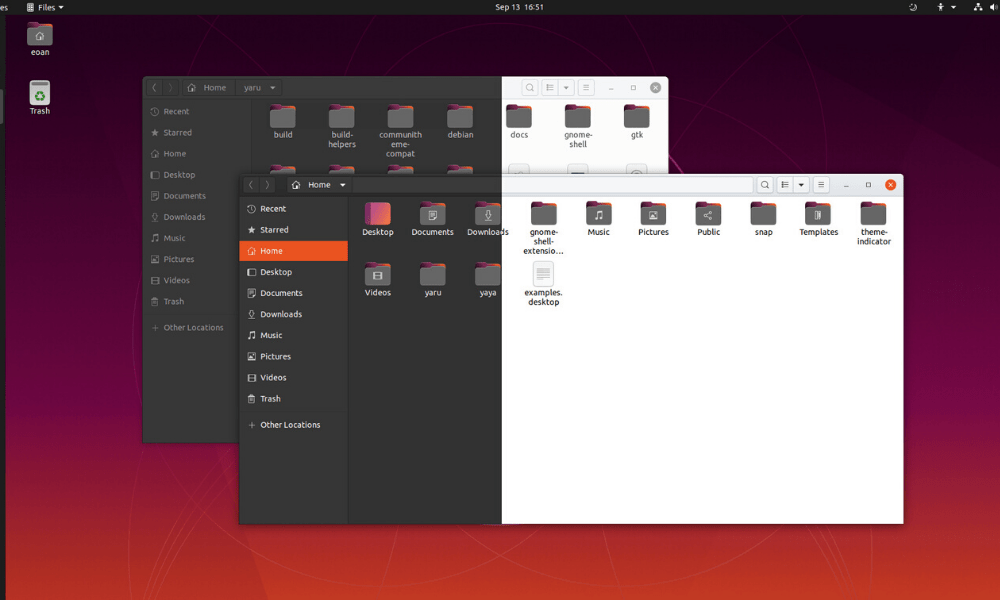 es
Files
Sep 13 16:51
eoan
Trash
Home
yaru
Recent
Starred
Home
Desktop
Documents
Downloads
Music
Pictures
Videos
Trash
Other Locations
build
build-
helpers
communith
eme-
compat
debian
docs
gnome-
shell
gtk
Home
Recent
Starred
Home
Desktop
Documents
Downloads
Music
Pictures
Videos
Trash
Other Locations
Desktop
Documents
Downloads
gnome-
shell-
extensio...
Music
Pictures
Public
snap
Templates
theme-
indicator
Videos
yaru
yaya
examples.
desktop